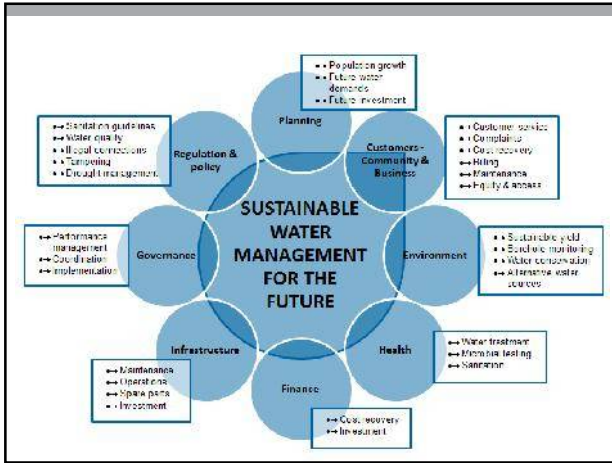 Planning
Population growth
Future water
demands
Future investment
Customers -
Community &
Business
Customer service
Complaints
Cost recovery
Billing
Maintenance
Equity & access
Environment
Sustainable yield
Borehole monitoring
Water conservation
Alternative water
sources
Health
Water treatment
Microbial testing
Sanitation
Finance
Cost recovery
Investment
Infrastructure
Maintenance
Operations
Spare parts
Investment
Governance
Performance
management
Coordination
Implementation
Regulation &
policy
Sanitation guidelines
Water quality
Illegal connections
Tampering
Drought management
SUSTAINABLE
WATER
MANAGEMENT
FOR THE
FUTURE